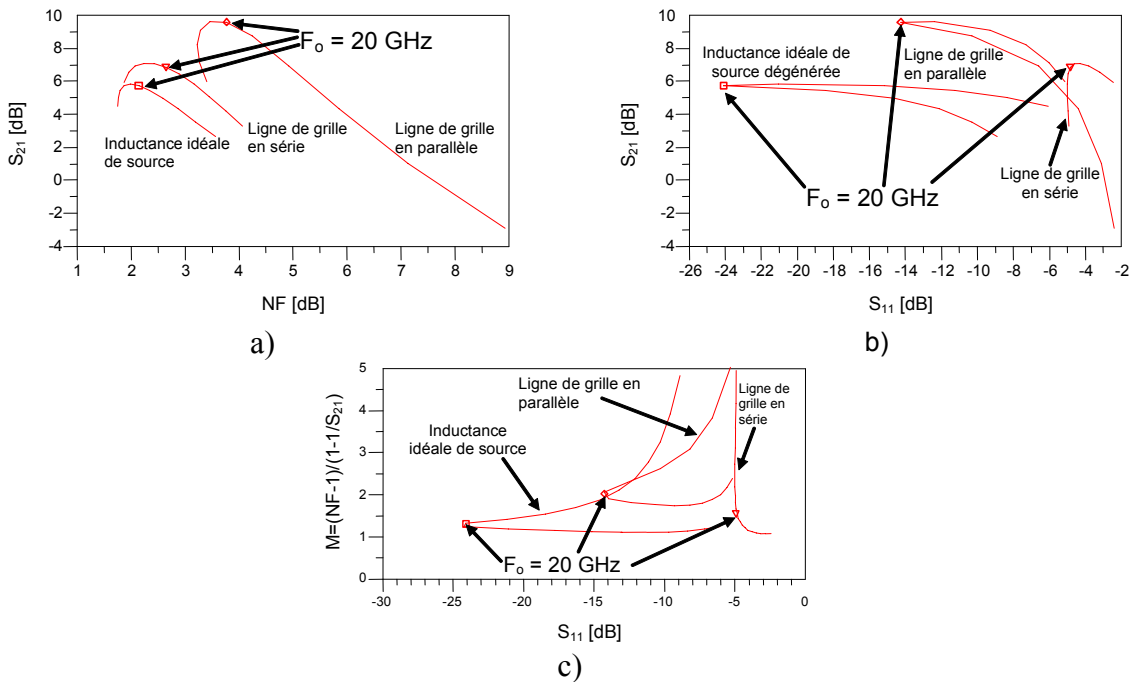 10
8
6
4
2
0
-2
-4
S21 [dB]
1 2 3 4 5 6 7 8 9
NF [dB]
Fo = 20 GHz
Inductance idéale
de source
Ligne de grille
en série
Ligne de grille
en parallèle
a)
10
8
6
4
2
0
-2
-4
S21 [dB]
-26 -24 -22 -20 -18 -16 -14 -12 -10 -8 -6 -4 -2
S11 [dB]
Inductance idéale de
source dégénérée
Ligne de grille
en parallèle
Fo = 20 GHz
Ligne de grille
en série
b)
5
4
3
2
1
0
M=(NF-1)/(1-1/S21)
-30 -25 -20 -15 -10 -5 0
S11 [dB]
Ligne de grille en
parallèle
Ligne de
grille en
série
Inductance
idéale de source
Fo = 20 GHz
c)